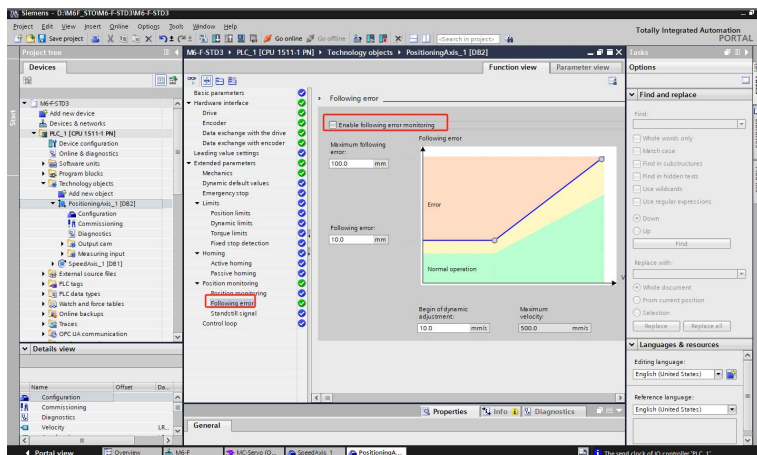 Siemens - D:\M6F_STO\M6-F-STD3\M6-F-STD3
Project Edit View Insert Online Options Tools Window Help
Save project
Go online
Go offline
<Search in project>
Totally Integrated Automation
PORTAL
Project tree
M6-F-STD3 ▸ PLC_1 [CPU 1511-1 PN] ▸ Technology objects ▸ PositioningAxis_1 [DB2]
Tasks
Devices
Function view
Parameter view
Options
M6-F-STD3
Add new device
Devices & networks
PLC_1 [CPU 1511-1 PN]
Device configuration
Online & diagnostics
Software units
Program blocks
Technology objects
Add new object
PositioningAxis_1 [DB2]
Configuration
Commissioning
Diagnostics
Output cam
Measuring input
SpeedAxis_1 [DB1]
External source files
PLC tags
PLC data types
Watch and force tables
Online backups
Traces
OPC UA communication
Details view
Name
Offset
Da...
Configuration
Commissioning
Diagnostics
Velocity
LR...
Basic parameters
Hardware interface
Drive
Encoder
Data exchange with the drive
Data exchange with encoder
Leading value settings
Extended parameters
Mechanics
Dynamic default values
Emergency stop
Limits
Position limits
Dynamic limits
Torque limits
Fixed stop detection
Homing
Active homing
Passive homing
Position monitoring
Position monitoring
Following error
Standstill signal
Control loop
Following error
Enable following error monitoring
Maximum following error:
100.0 mm
Following error
Error
Following error:
10.0 mm
Normal operation
V
Begin of dynamic adjustment:
10.0 mm/s
Maximum velocity:
500.0 mm/s
Properties
Info
Diagnostics
General
Find and replace
Find:
Whole words only
Match case
Find in substructures
Find in hidden texts
Use wildcards
Use regular expressions
Down
Up
Find
Replace with:
Whole document
From current position
Selection
Replace
Replace all
Languages & resources
Editing language:
English (United States)
Reference language:
English (United States)
Start
Portal view
Overview
M6-F
MC-Servo (O...
SpeedAxis_1
PositioningA...
The send clock of IO controller 'PLC_1'